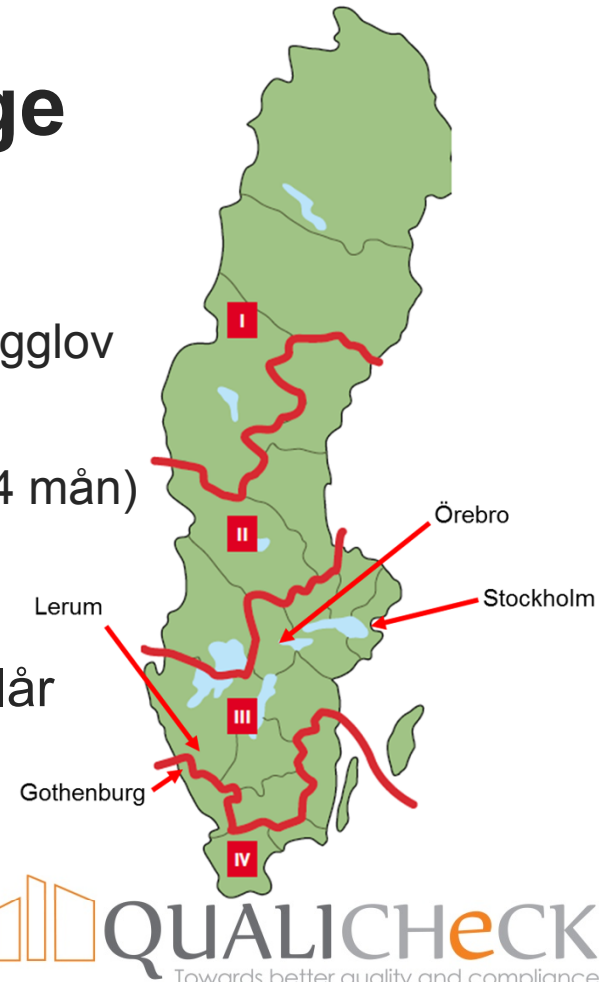 ge
gglov
4 mån)
lår
I
II
III
IV
Örebro
Stockholm
Lerum
Gothenburg
QUALICHeCK
Towards better quality and compliance